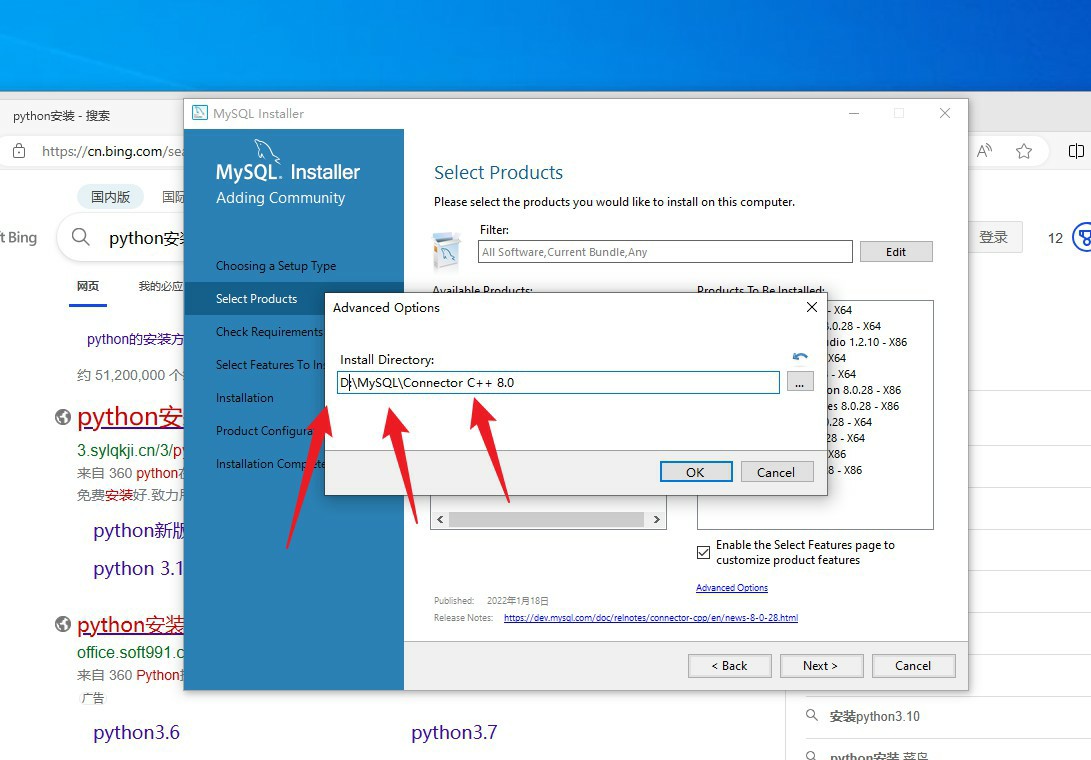 python安装 - 搜索
MySQL Installer
https://cn.bing.com/sea
MySQL. Installer
Adding Community
Select Products
Please select the products you would like to install on this computer.
国内版
Filter:
Bing
python安
All Software,Current Bundle,Any
Edit
登录
12
Choosing a Setup Type
网页
我的必应
Available Products:
Products To Be Installed:
Select Products
Advanced Options
- X64
.0.28 - X64
Check Requirements
python的安装方
dio 1.2.10 - X86
Install Directory:
X64
Select Features To Ins
约 51,200,000 个
- X64
D:\MySQL\Connector C++ 8.0
...
on 8.0.28 - X86
Installation
es 8.0.28 - X86
python安
.0.28 - X64
Product Configura
28 - X64
3.sylqkji.cn/3/py
X86
Installation Complete
8 - X86
来自 360 python
OK
Cancel
免费安装好.致力
python新版
Enable the Select Features page to
customize product features
python 3.1
Advanced Options
Published: 2022年1月18日
Release Notes: https://dev.mysql.com/doc/relnotes/connector-cpp/en/news-8-0-28.html
python安装
office.soft991.c
< Back
Next >
Cancel
来自 360 Python
广告
安装python3.10
python3.6
python3.7
python安装 菜鸟